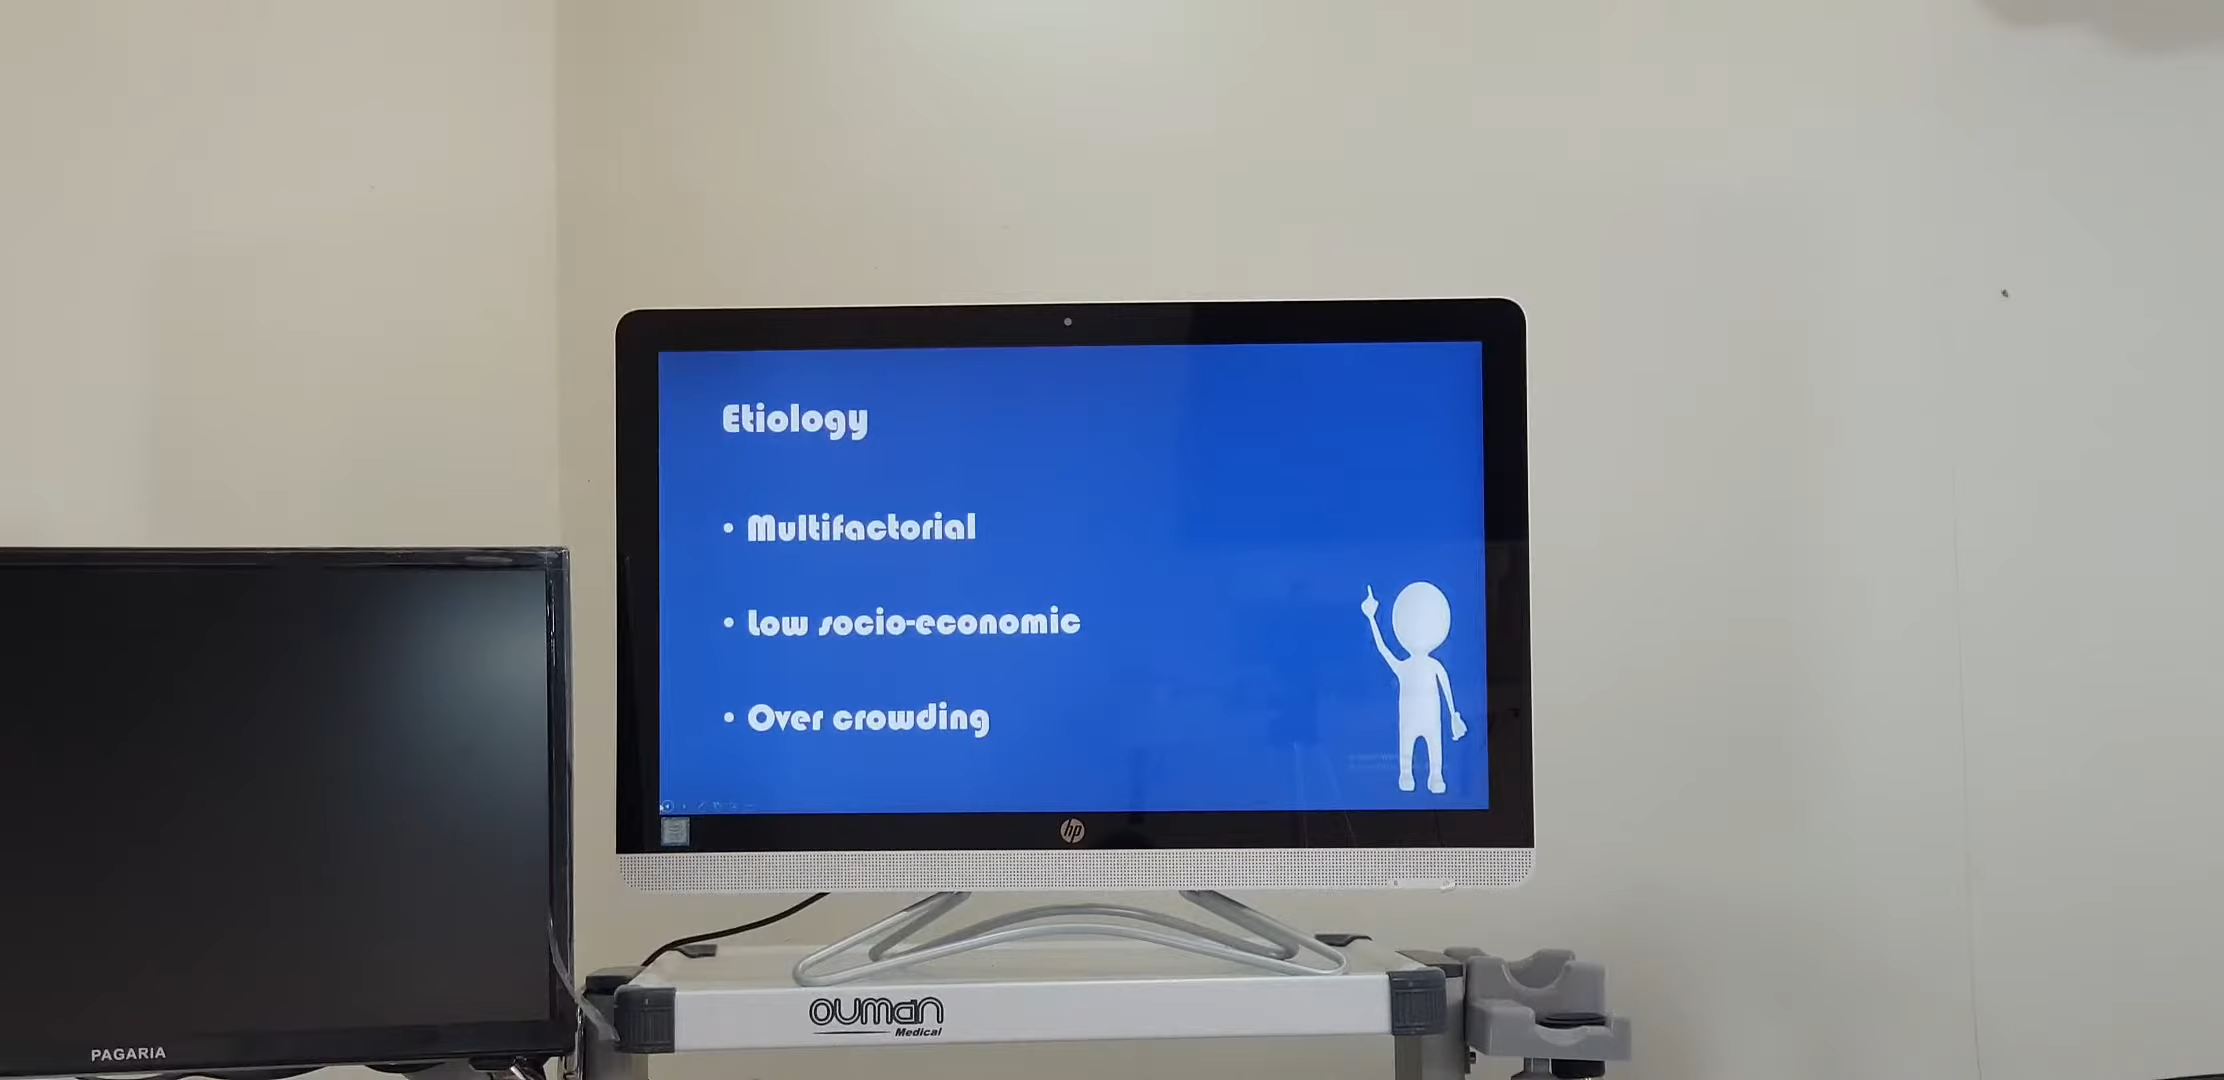 Etiology
• Multifactorial
• Low socio-economic
• Over crowding
hp
ouman
Medical
PAGARIA